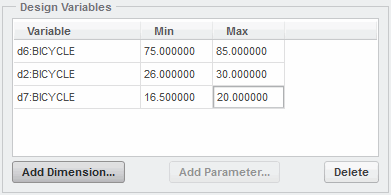 Design Variables
Variable Min Max
d6:BICYCLE 75.000000 85.000000
d2:BICYCLE 26.000000 30.000000
d7:BICYCLE 16.500000 20.000000
Add Dimension... Add Parameter... Delete